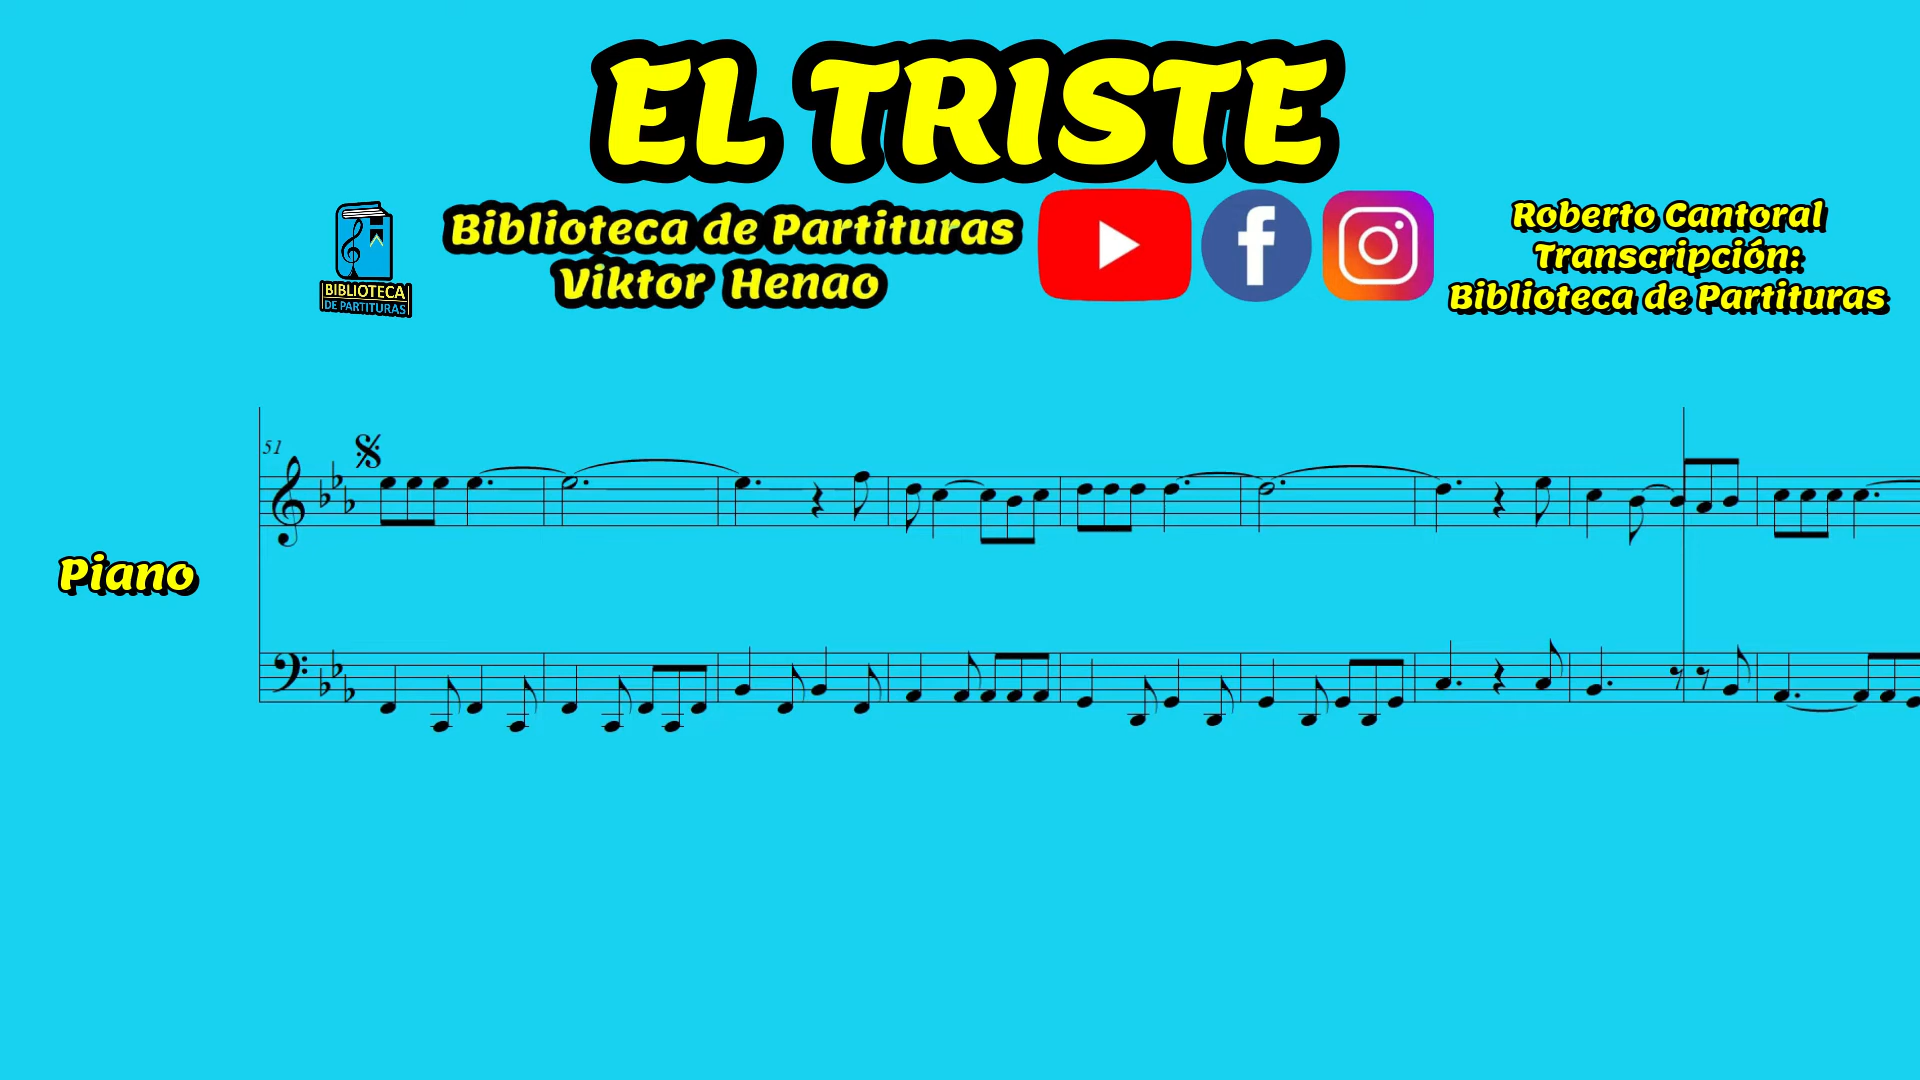 EL TRISTE
Biblioteca de Partituras
Viktor Henao
Roberto Cantoral
Transcripción:
Biblioteca de Partituras
BIBLIOTECA
DE PARTITURAS
51
Piano